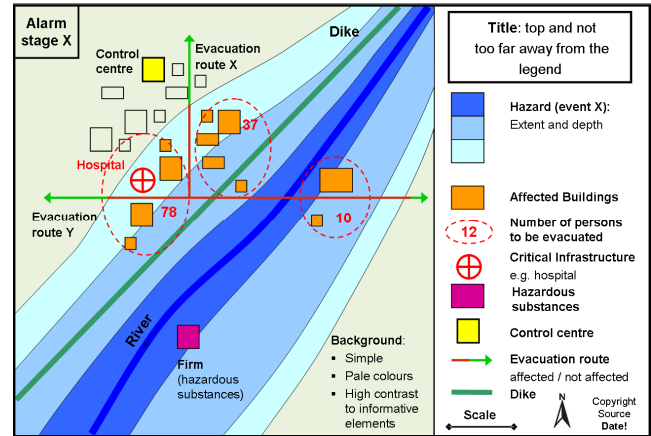 Alarm
stage X
Control
centre
Evacuation
route X
Dike
37
Hospital
78
10
Evacuation
route Y
River
Firm
(hazardous
substances)
Background:
▪ Simple
▪ Pale colours
▪ High contrast
to informative
elements
Title: top and not
too far away from the
legend
Hazard (event X):
Extent and depth
Affected Buildings
12
Number of persons
to be evacuated
Critical Infrastructure
e.g. hospital
Hazardous
substances
Control centre
Evacuation route
affected / not affected
Dike
Scale
N
Copyright
Source
Date!